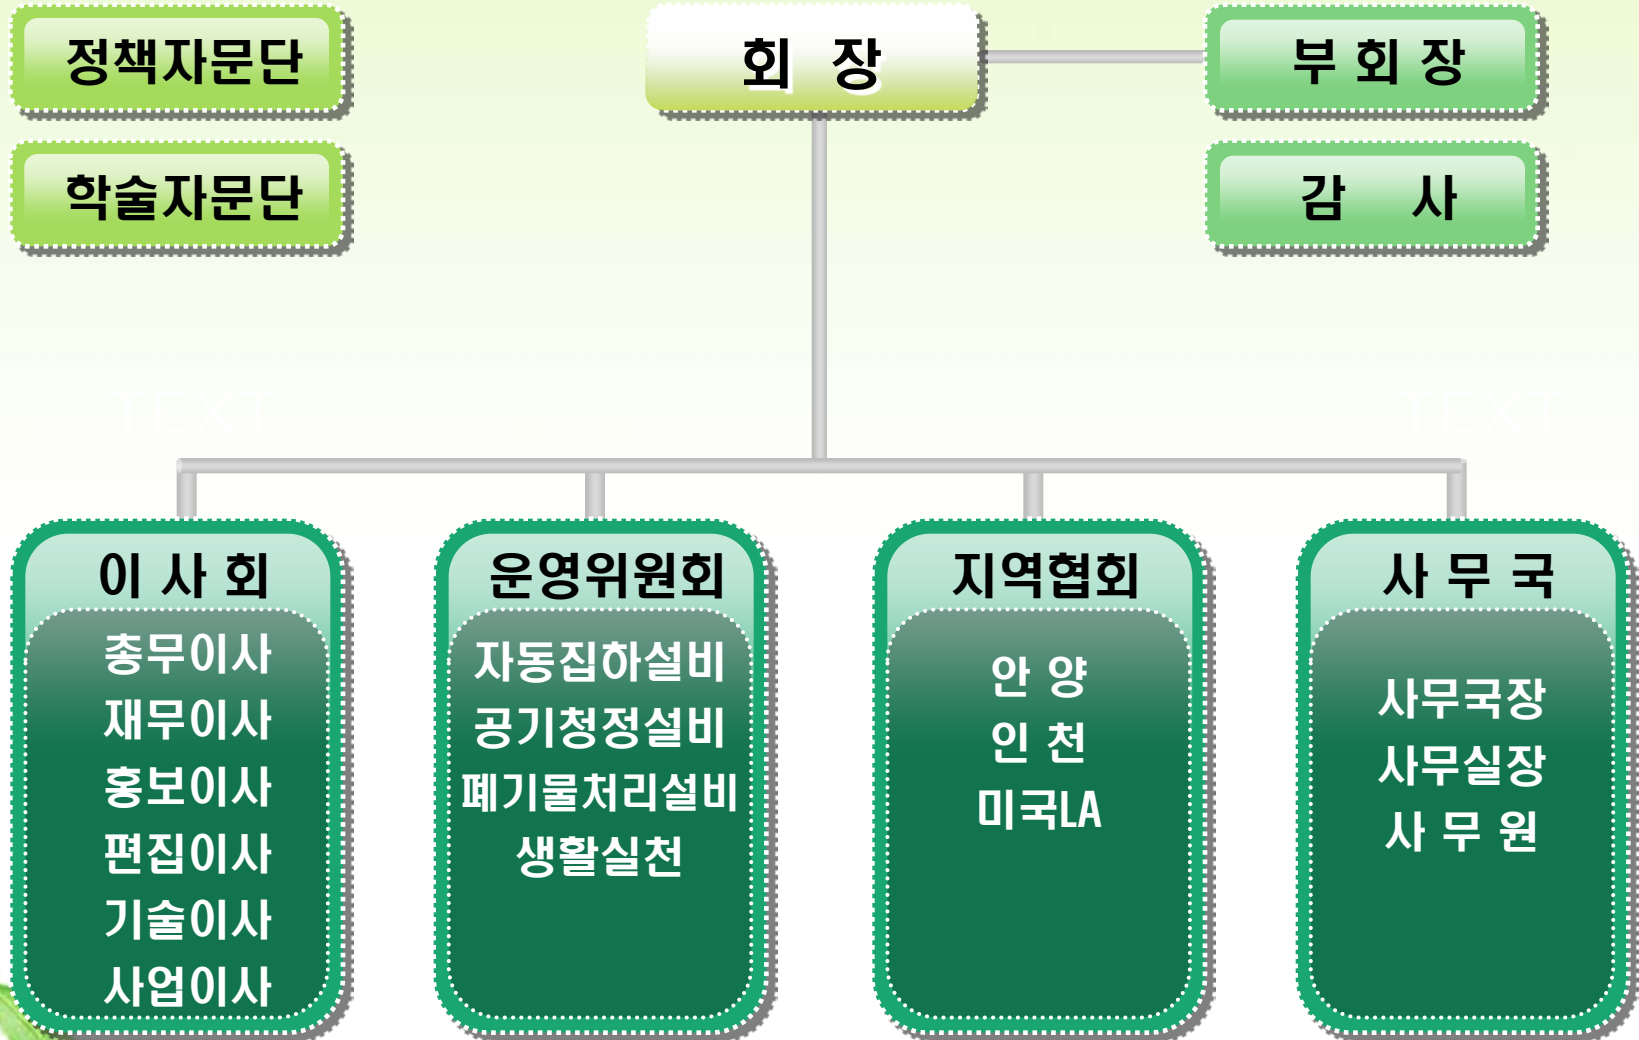 정책자문단
회 장
부 회 장
학술자문단
감 사
TEXT
TEXT
이 사 회
총무이사
재무이사
홍보이사
편집이사
기술이사
사업이사
운영위원회
자동집하설비
공기청정설비
폐기물처리설비
생활실천
지역협회
안 양
인 천
미국LA
사 무 국
사무국장
사무실장
사 무 원